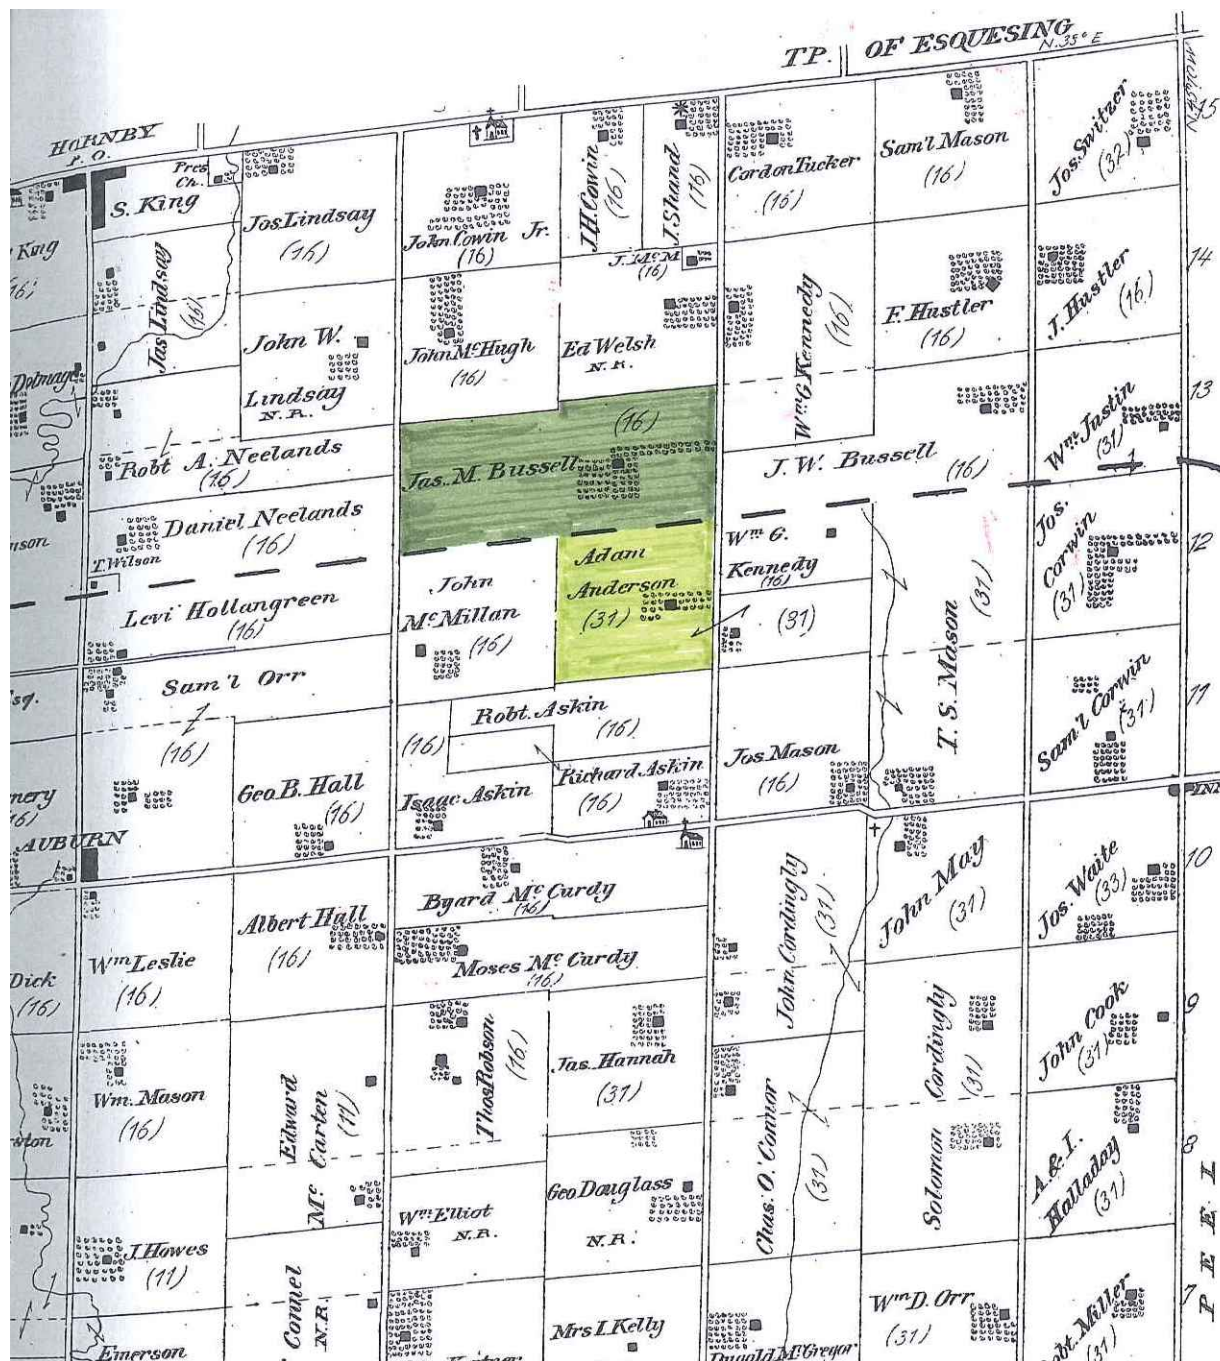 TP. OF ESQUESING
N.35° E
HORNBY
P. O.
15
Pres
Ch.
S. King
Jos. Lindsay
(16)
Jas. Lindsay
(16)
John Cowin Jr.
(16)
J.H. Cowin
(16)
J. Shand
(16)
J. McM
(16)
Gordon Tucker
(16)
Sam'l Mason
(16)
Jos. Switzer
(32)
King
14
John W.
Lindsay
N.R.
John McHugh
(16)
Ed Welsh
N.R.
Wm G Kennedy
(16)
F. Hustler
(16)
J. Hustler
(16)
13
Robt A. Neelands
(16)
Jas. M. Bussell
(16)
J. W. Bussell
(16)
Wm Justin
(31)
Daniel Neelands
(16)
T. Wilson
Levi Hollangreen
(16)
John
McMillan
(16)
Adam
Anderson
(31)
Wm G.
Kennedy
(16)
(31)
T. S. Mason
(31)
Jos.
Corwin
(31)
12
sq.
Sam'l Orr
(16)
Robt. Askin
(16)
(16)
Isaac Askin
Richard Askin
(16)
Jos Mason
(16)
Sam'l Corwin
(31)
11
Geo B. Hall
(16)
AUBURN
10
Albert Hall
(16)
Byard McCurdy
(16)
Moses McCurdy
(16)
John Cordingly
(31)
John May
(31)
Jos. Waite
(33)
Dick
(16)
Wm Leslie
(16)
9
Wm. Mason
(16)
Edward
McCarten
(11)
Thos Robson
(16)
Jas. Hannah
(31)
Chas. O'Connor
(31)
Solomon Cordingly
(31)
John Cook
(31)
8
A. & I.
Halladay
(31)
J. Howes
(11)
Wm Elliot
N.R.
Geo Douglass
N.R.
PEEL
7
Connel
N.R.
Mrs I. Kelly
Wm D. Orr
(31)
Robt. Miller
(31)
Emerson
Dugald McGregor